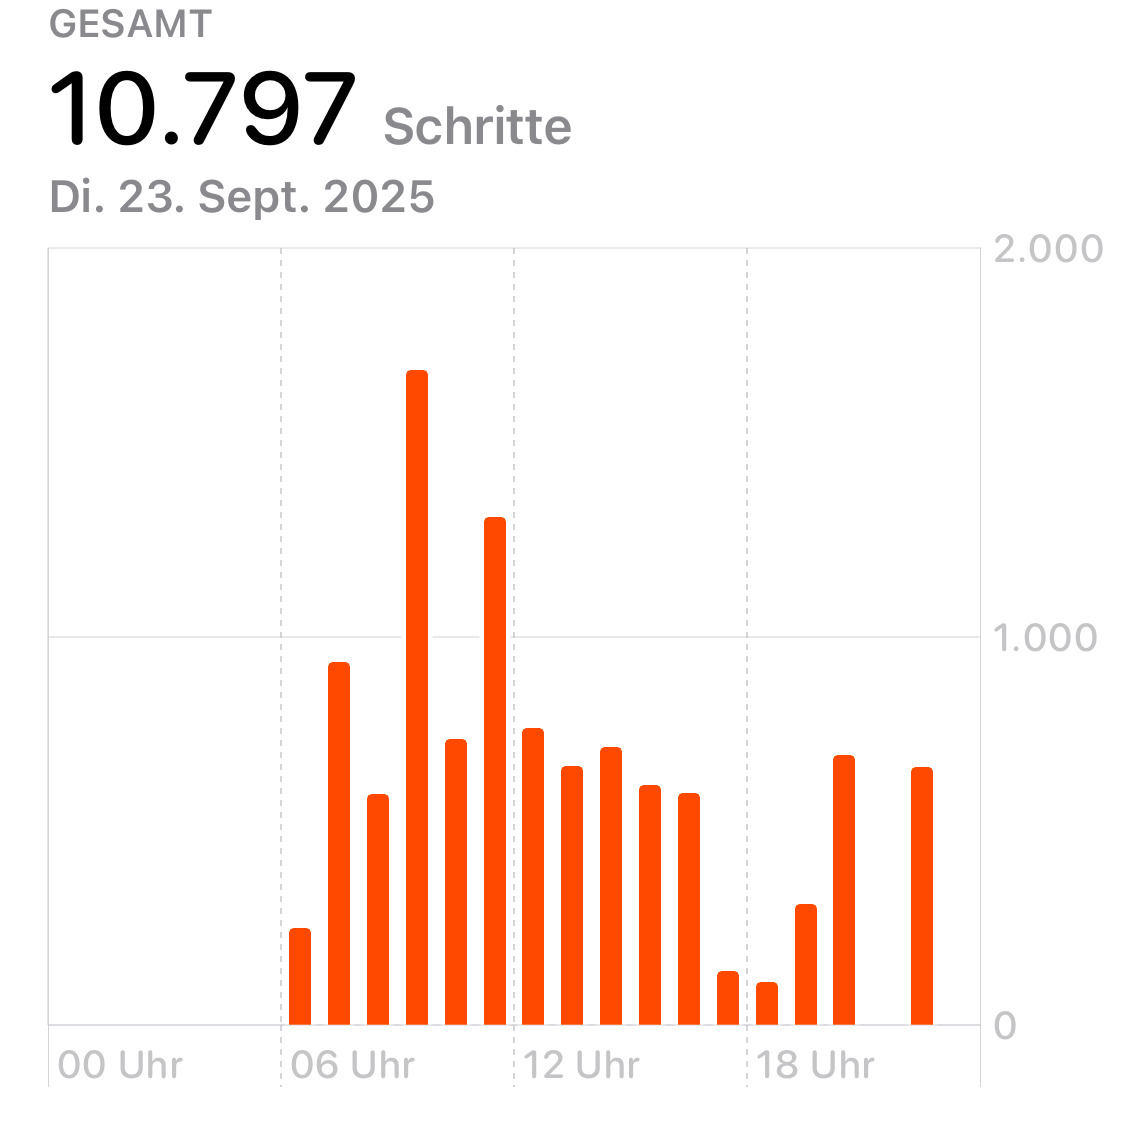 GESAMT
10.797 Schritte
Di. 23. Sept. 2025
2.000
1.000
0
00 Uhr 06 Uhr 12 Uhr 18 Uhr